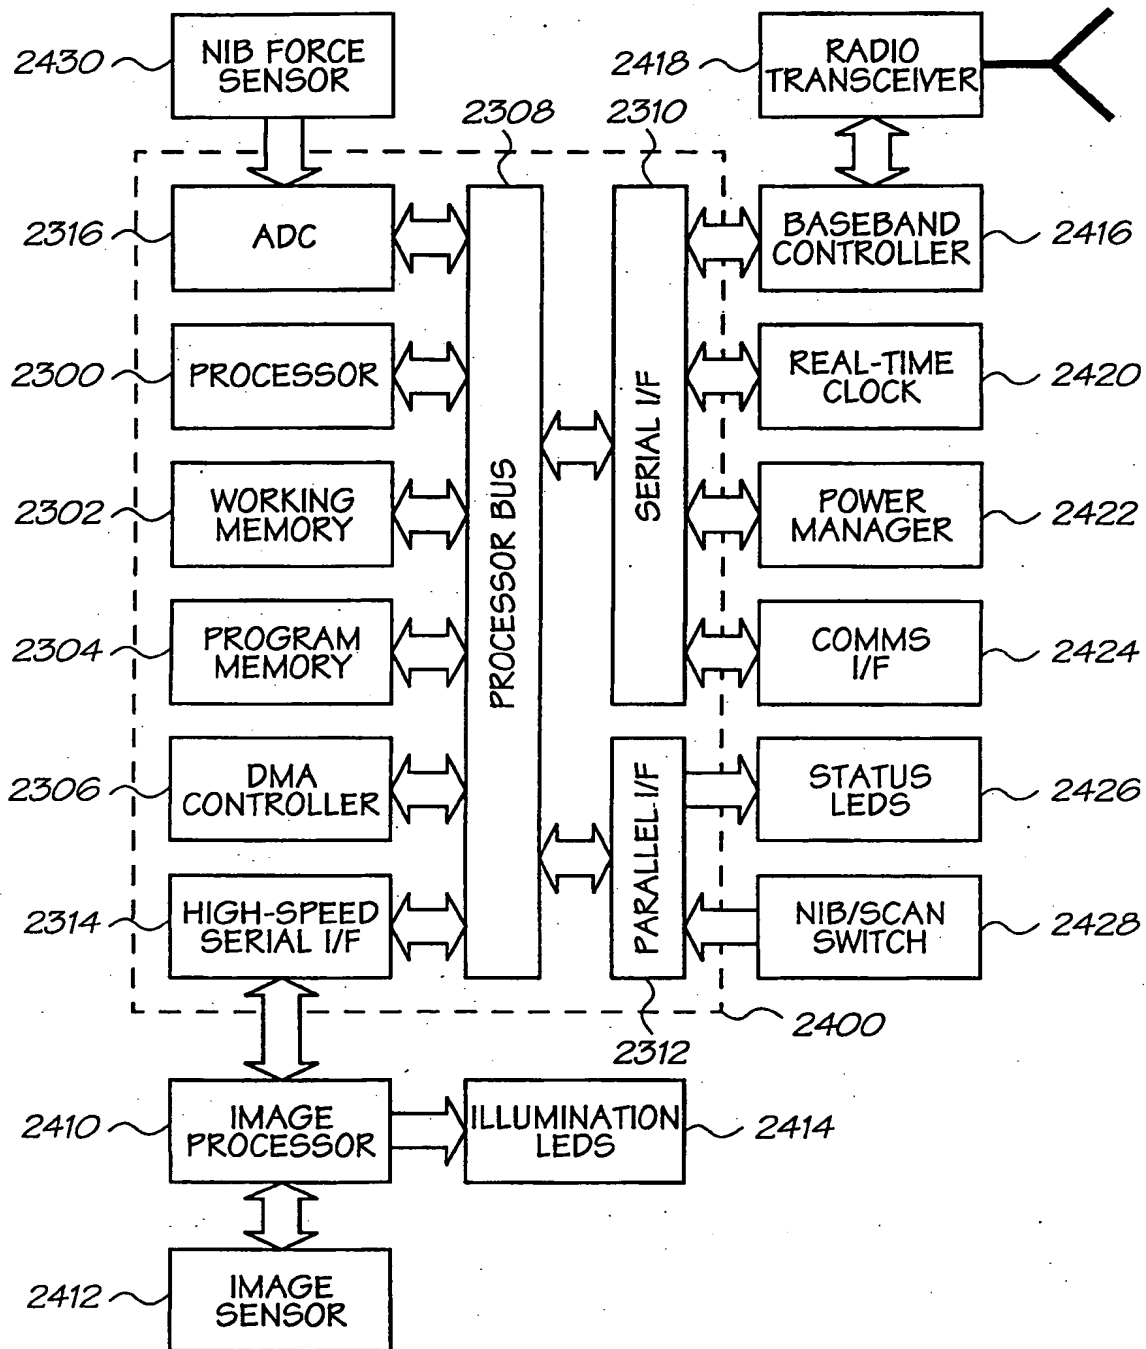 2430
NIB FORCE
SENSOR
2418
RADIO
TRANSCEIVER
2308
2310
2316
ADC
BASEBAND
CONTROLLER
2416
2300
PROCESSOR
REAL-TIME
CLOCK
2420
2302
WORKING
MEMORY
POWER
MANAGER
2422
PROCESSOR BUS
SERIAL I/F
2304
PROGRAM
MEMORY
COMMS
I/F
2424
2306
DMA
CONTROLLER
STATUS
LEDS
2426
PARALLEL I/F
2314
HIGH-SPEED
SERIAL I/F
NIB/SCAN
SWITCH
2428
2400
2312
2410
IMAGE
PROCESSOR
ILLUMINATION
LEDS
2414
2412
IMAGE
SENSOR